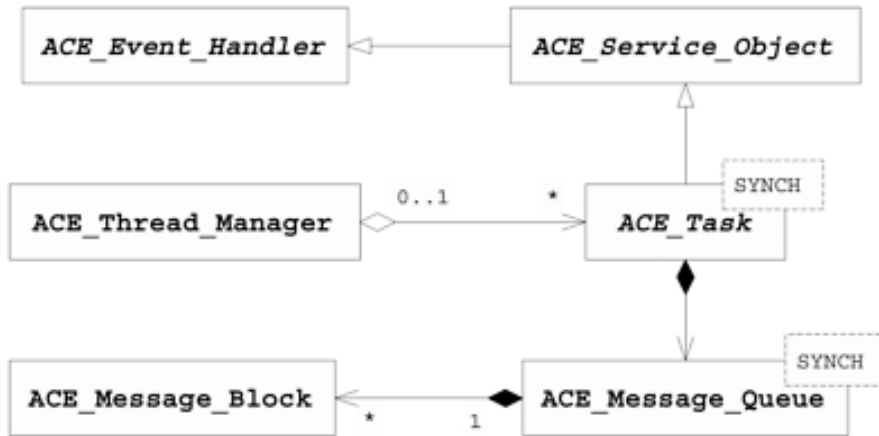 ACE_Event_Handler
ACE_Service_Object
SYNCH
ACE_Thread_Manager
0..1
*
ACE_Task
SYNCH
ACE_Message_Block
*
1
ACE_Message_Queue